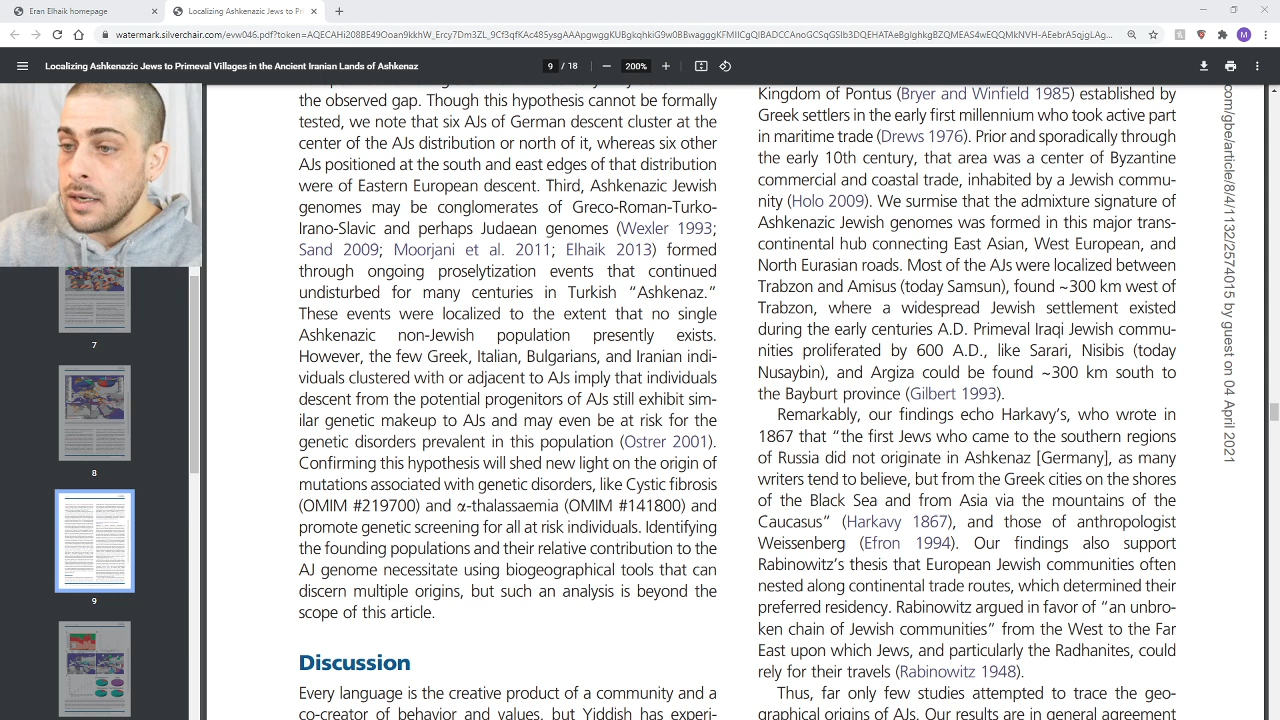 Eran Elhaik homepage
Localizing Ashkenazic Jews to Pri
watermark.silverchair.com/
Localizing Ashkenazic Jews to Primeval Villages in the Ancient Iranian Lands of Ashkenaz
9 / 18
200%
M
7
8
9
the observed gap. Though this hypothesis cannot be formally
tested, we note that six AJs of German descent cluster at the
center of the AJs distribution or north of it, whereas six other
AJs positioned at the south and east edges of that distribution
were of Eastern European descent. Third, Ashkenazic Jewish
genomes may be conglomerates of Greco-Roman-Turko-
Irano-Slavic and perhaps Judaean genomes (Wexler 1993;
Sand 2009; Moorjani et al. 2011; Elhaik 2013) formed
through ongoing proselytization events that continued
undisturbed for many centuries in Turkish “Ashkenaz.”
These events were localized to the extent that no single
Ashkenazic non-Jewish population presently exists.
However, the few Greek, Italian, Bulgarians, and Iranian indi-
viduals clustered with or adjacent to AJs imply that individuals
descent from the potential progenitors of AJs still exhibit sim-
ilar genetic makeup to AJs and are even at risk for the
genetic disorders prevalent in this population (Ostrer 2001).
Confirming this hypothesis will shed new light on the origin of
mutations associated with genetic disorders, like Cystic fibrosis
(OMIM #219700) and α-thalassemia (OMIM #141800) and
promote genetic screening for at-risk individuals. Identifying
the founding populations and their relative contribution to the
AJ genome necessitate using biogeographical tools that can
discern multiple origins, but such an analysis is beyond the
scope of this article.
Discussion
Every language is the creative product of a community and a
co-creator of behavior and values, but Yiddish has experi-
Kingdom of Pontus (Bryer and Winfield 1985) established by
Greek settlers in the early first millennium who took active part
in maritime trade (Drews 1976). Prior and sporadically through
the early 10th century, that area was a center of Byzantine
commercial and coastal trade, inhabited by a Jewish commu-
nity (Holo 2009). We surmise that the admixture signature of
Ashkenazic Jewish genomes was formed in this major trans-
continental hub connecting East Asian, West European, and
North Eurasian roads. Most of the AJs were localized between
Trabzon and Amisus (today Samsun), found ~300 km west of
Trabzon, where a widespread Jewish settlement existed
during the early centuries A.D. Primeval Iraqi Jewish commu-
nities proliferated by 600 A.D., like Sarari, Nisibis (today
Nusaybin), and Argiza could be found ~300 km south to
the Bayburt province (Gilbert 1993).
Remarkably, our findings echo Harkavy’s, who wrote in
1867 that “the first Jews who came to the southern regions
of Russia did not originate in Ashkenaz [Germany], as many
writers tend to believe, but from the Greek cities on the shores
of the Black Sea and from Asia via the mountains of the
Caucasus” (Harkavy 1867) and those of anthropologist
Weissenberg (Efron 1994). Our findings also support
Rabinowitz’s thesis that medieval Jewish communities often
rested along continental trade routes, which determined their
preferred residency. Rabinowitz argued in favor of “an unbro-
ken chain of Jewish communities” from the West to the Far
East upon which Jews, and particularly the Radhanites, could
rely for their travels (Rabinowitz 1948).
Thus far only few studies attempted to trace the geo-
graphical origins of AJs. Our results are in general agreement
com/gbe/article/8/4/1132/2574015 by guest on 04 April 2021